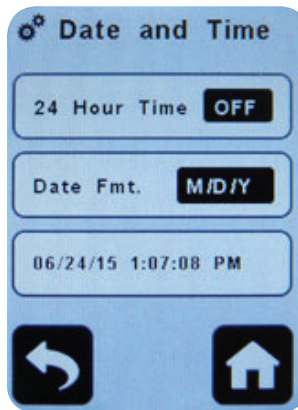 Date and Time
24 Hour Time OFF
Date Fmt. M/D/Y
06/24/15 1:07:08 PM